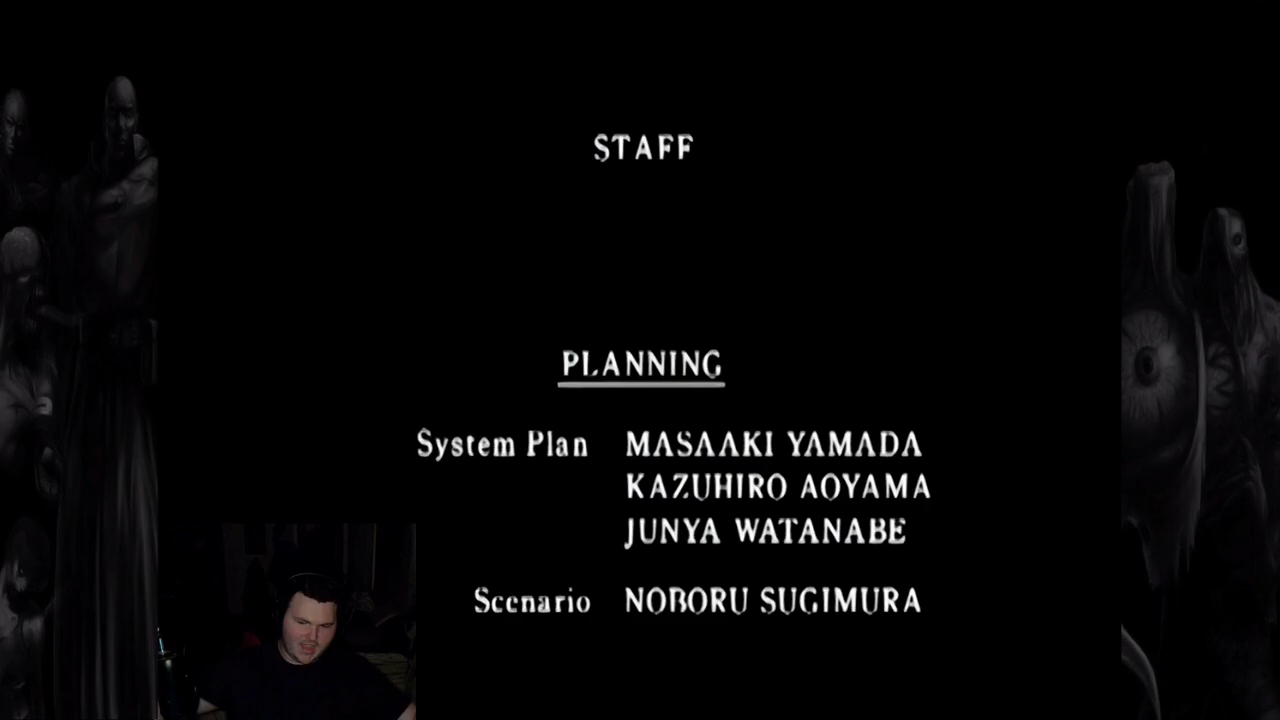 STAFF
PLANNING
System Plan MASAAKI YAMADA
KAZUHIRO AOYAMA
JUNYA WATANABE
Scenario NOBORU SUGIMURA